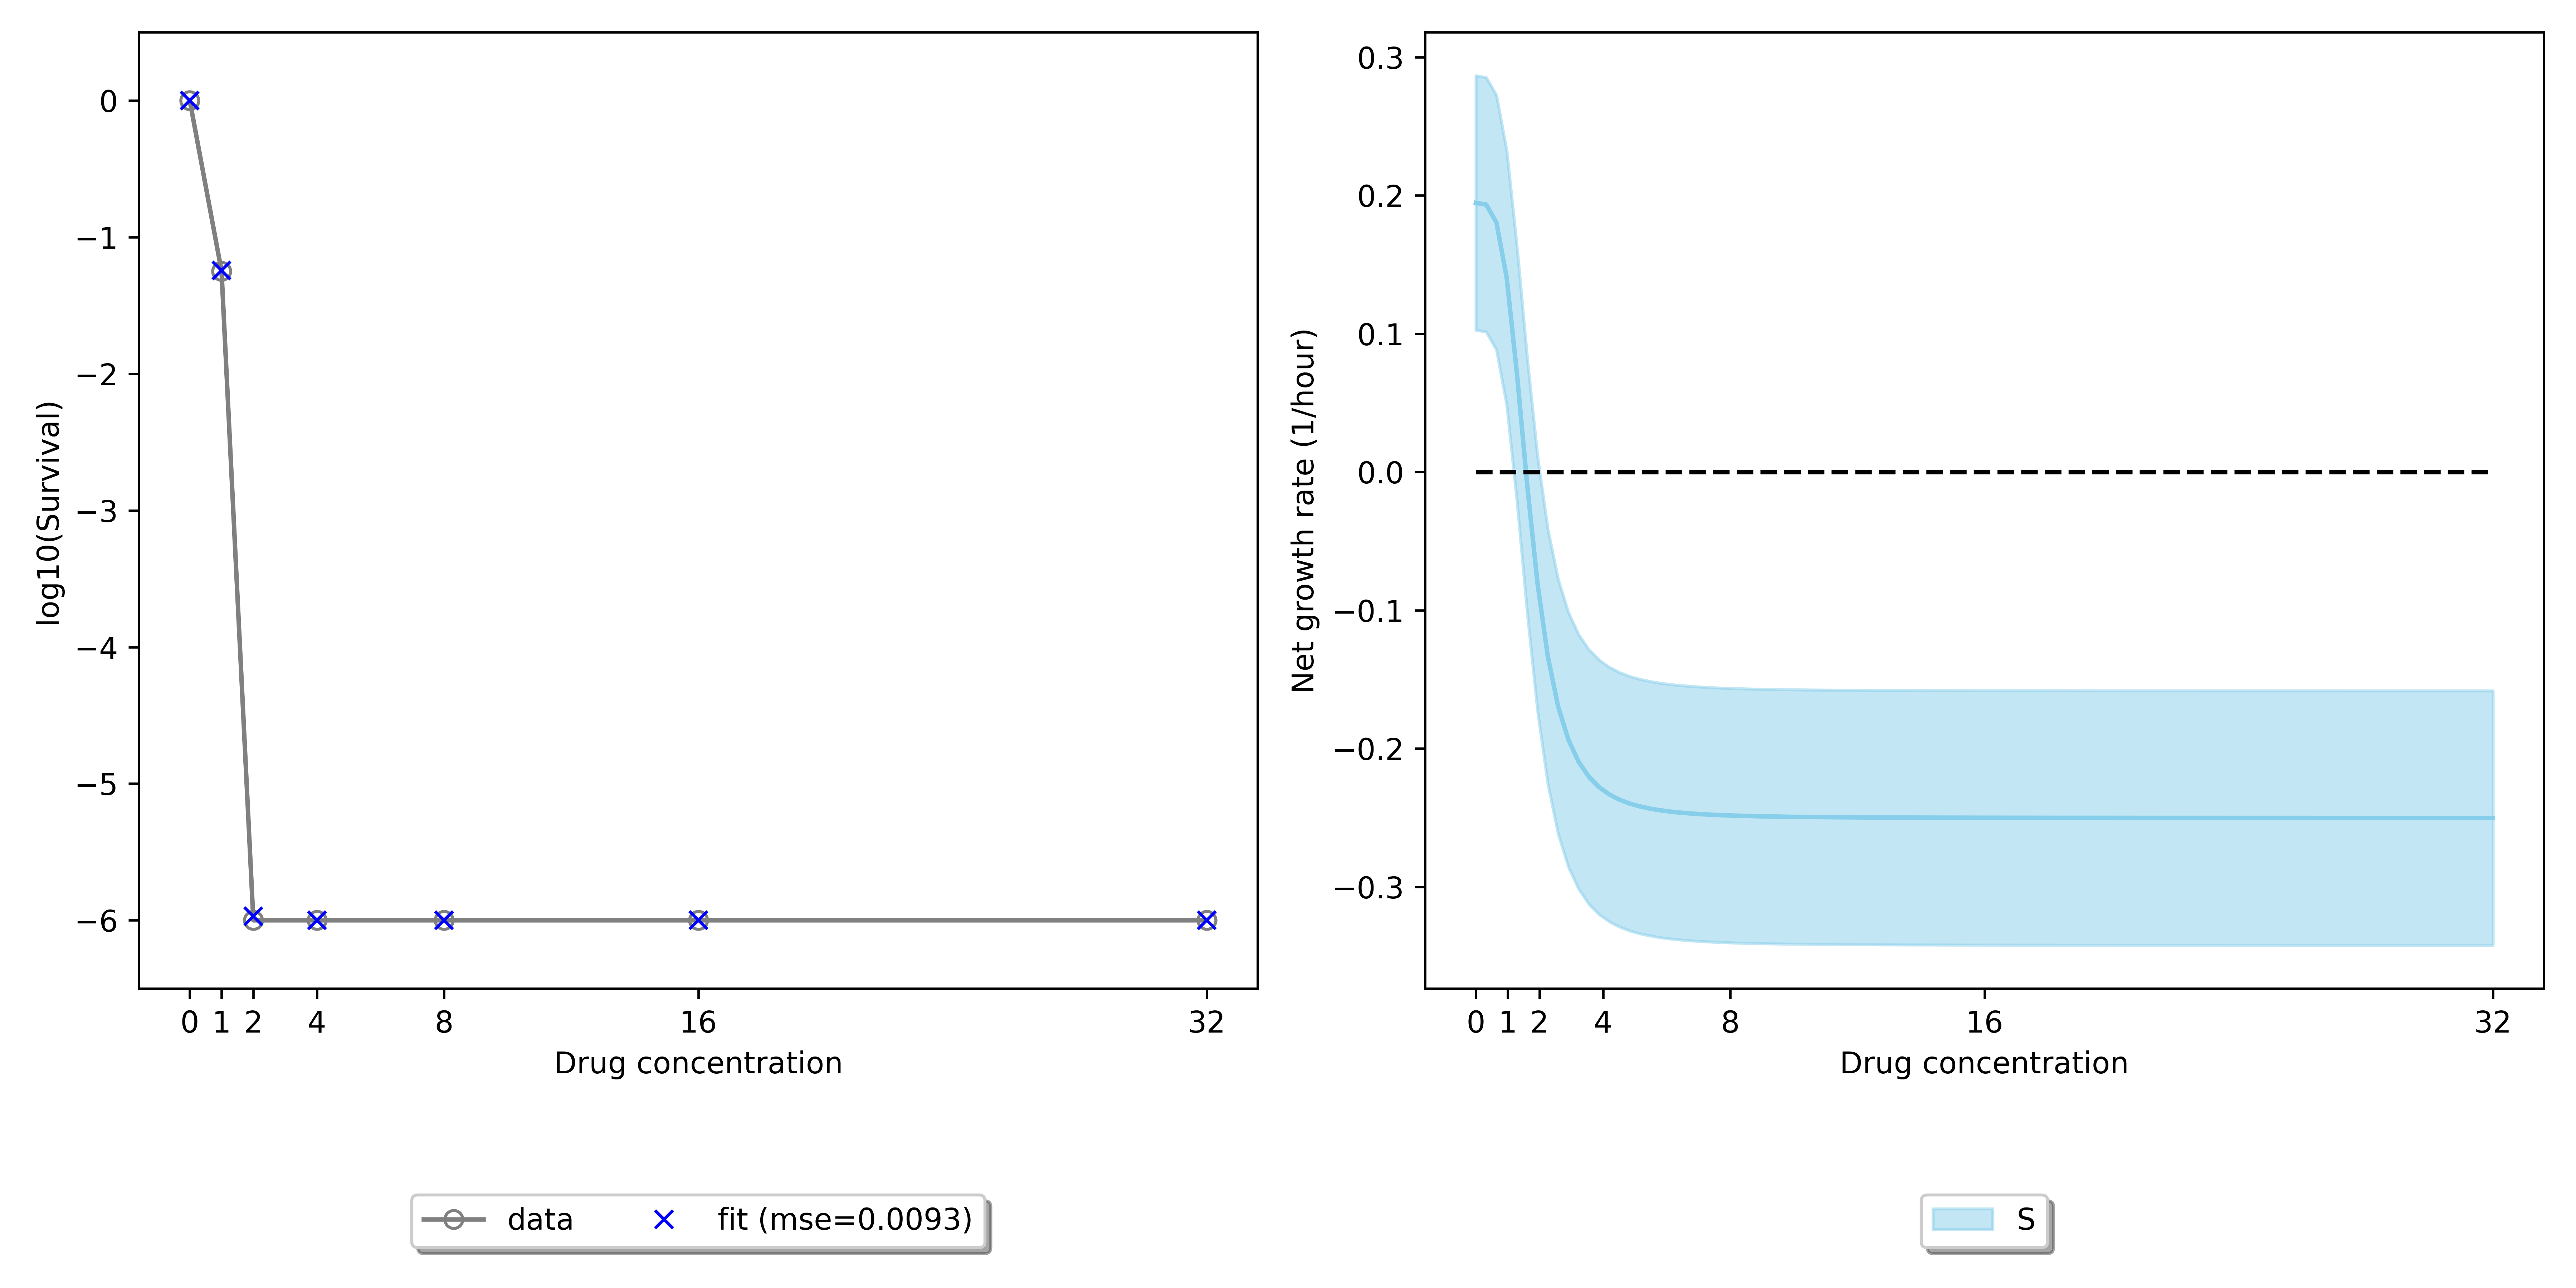 log10(Survival)
0
−1
−2
−3
−4
−5
−6
0 1 2 4 8 16 32
Drug concentration
data fit (mse=0.0093)
Net growth rate (1/hour)
0.3
0.2
0.1
0.0
−0.1
−0.2
−0.3
0 1 2 4 8 16 32
Drug concentration
S